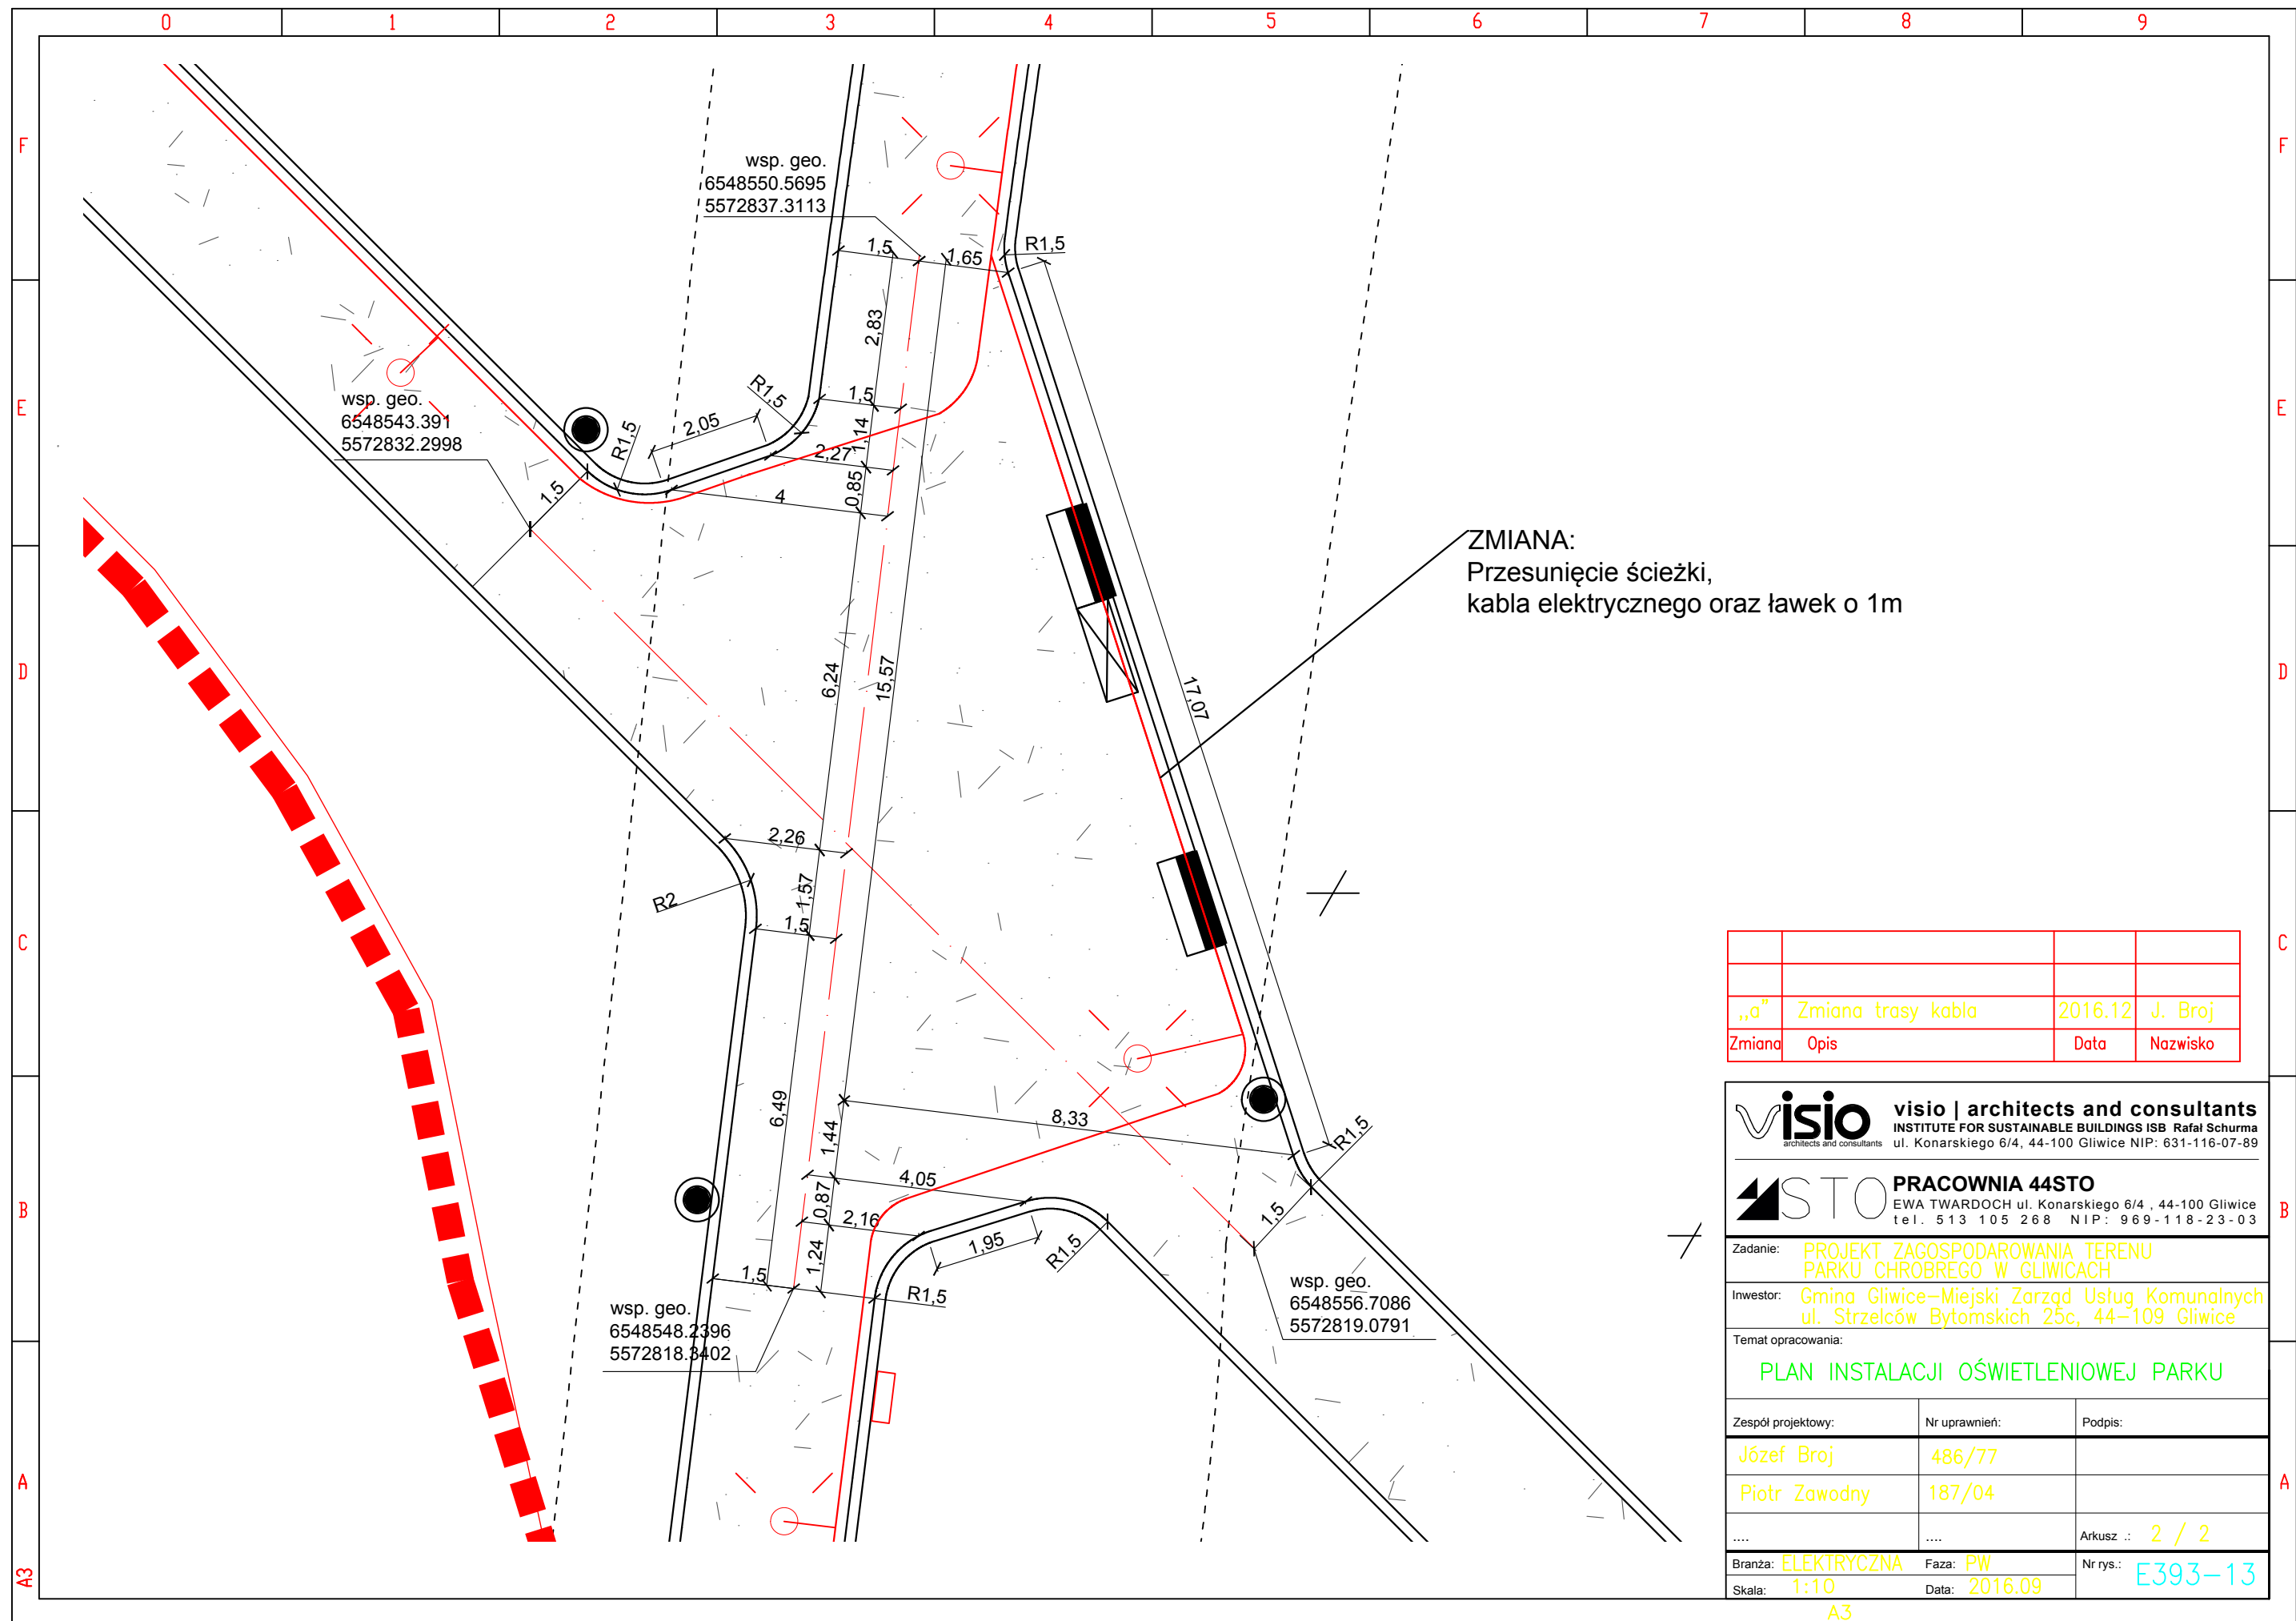 0 1 2 3 4 5 6 7 8 9
F
F
E
E
D
D
C
C
B
B
A
A
A3
wsp. geo.
6548550.5695
5572837.3113
1,5
1,65
R1,5
2,83
wsp. geo.
6548543.391
5572832.2998
R1,5
2,05
R1,5
1,5
1,14
2,27
0,85
4
1,5
ZMIANA:
Przesunięcie ścieżki,
kabla elektrycznego oraz ławek o 1m
6,24
15,57
17,07
2,26
1,57
R2
1,5
6,49
1,44
8,33
R1,5
4,05
0,87
2,16
1,95
R1,5
1,5
1,24
1,5
R1,5
wsp. geo.
6548548.2396
5572818.3402
wsp. geo.
6548556.7086
5572819.0791
„a" Zmiana trasy kabla 2016.12 J. Broj
Zmiana Opis Data Nazwisko
visio
architects and consultants
visio | architects and consultants
INSTITUTE FOR SUSTAINABLE BUILDINGS ISB Rafał Schurma
ul. Konarskiego 6/4, 44-100 Gliwice NIP: 631-116-07-89
STO
PRACOWNIA 44STO
EWA TWARDOCH ul. Konarskiego 6/4 , 44-100 Gliwice
tel. 513 105 268 NIP: 969-118-23-03
Zadanie: PROJEKT ZAGOSPODAROWANIA TERENU
PARKU CHROBREGO W GLIWICACH
Inwestor: Gmina Gliwice–Miejski Zarząd Usług Komunalnych
ul. Strzelców Bytomskich 25c, 44–109 Gliwice
Temat opracowania:
PLAN INSTALACJI OŚWIETLENIOWEJ PARKU
Zespół projektowy: Nr uprawnień: Podpis:
Józef Broj 486/77
Piotr Zawodny 187/04
.... .... Arkusz .: 2 / 2
Branża: ELEKTRYCZNA Faza: PW Nr rys.: E393–13
Skala: 1:10 Data: 2016.09
A3